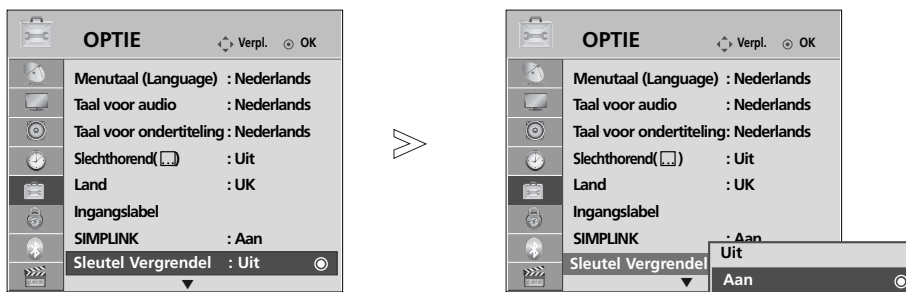 OPTIE Verpl. OK
Menutaal (Language) : Nederlands
Taal voor audio : Nederlands
Taal voor ondertiteling : Nederlands
Slechthorend( ) : Uit
Land : UK
Ingangslabel
SIMPLINK : Aan
Sleutel Vergrendel : Uit
OPTIE Verpl. OK
Menutaal (Language) : Nederlands
Taal voor audio : Nederlands
Taal voor ondertiteling: Nederlands
Slechthorend( ) : Uit
Land : UK
Ingangslabel
SIMPLINK : Aan
Sleutel Vergrendel
Uit
Aan